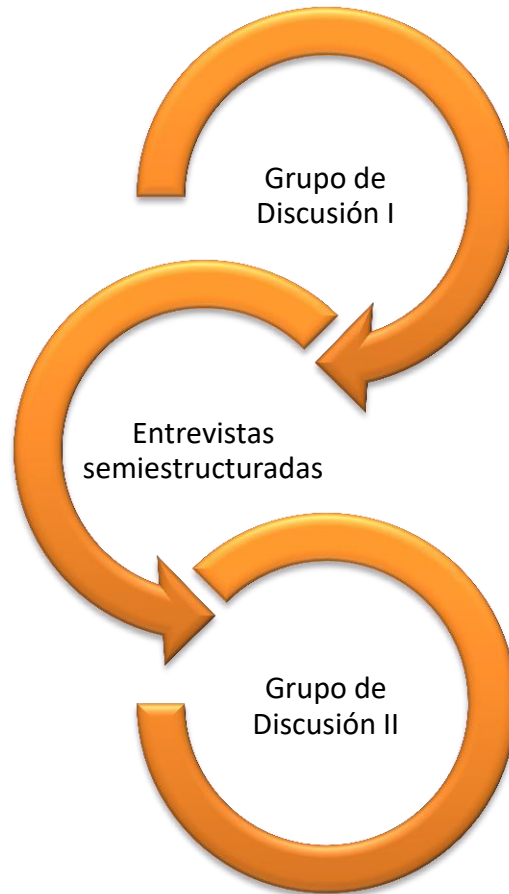 Grupo de
Discusión I
Entrevistas
semiestructuradas
Grupo de
Discusión II